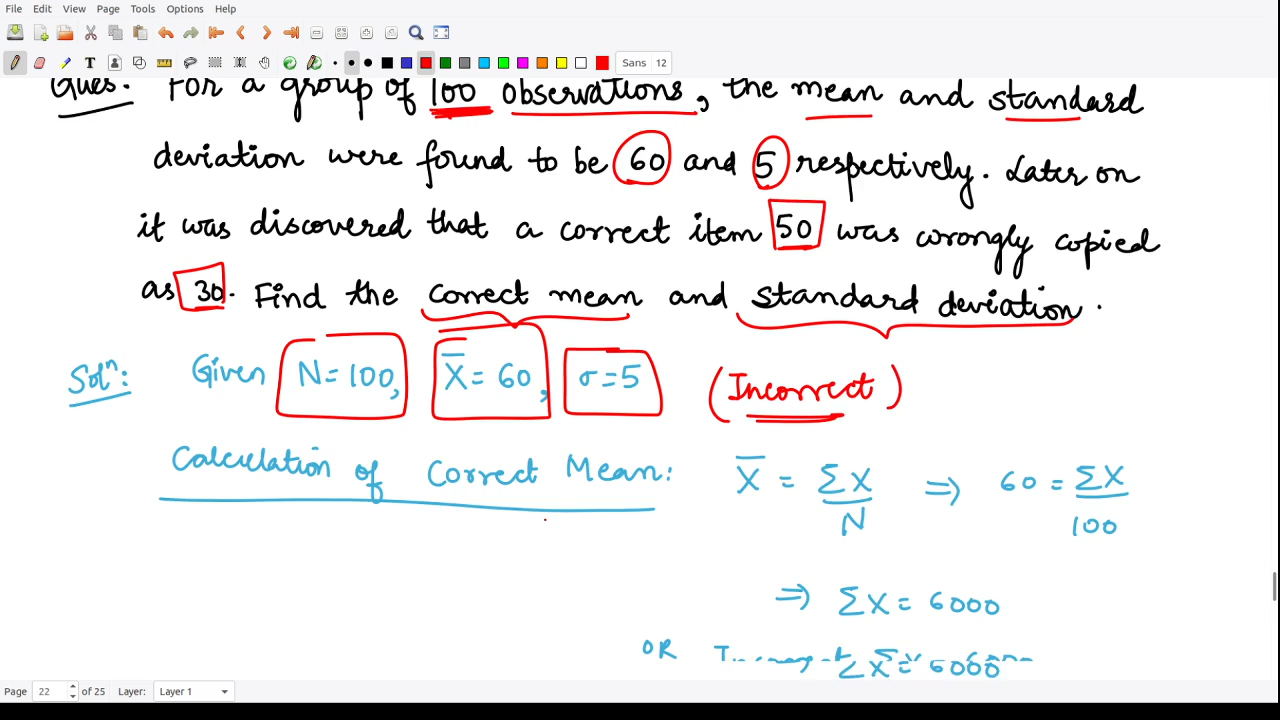 File Edit View Page Tools Options Help
Sans 12
Ques. For a group of 100 observations, the mean and standard
deviation were found to be 60 and 5 respectively. Later on
it was discovered that a correct item 50 was wrongly copied
as 30. Find the correct mean and standard deviation.
Solⁿ: Given N=100, X̄ = 60, σ=5 (Incorrect)
Calculation of Correct Mean: X̄ = ΣX/N ⇒ 60 = ΣX/100
⇒ ΣX = 6000
OR ΣX = 6000
Page 22 of 25 Layer: Layer 1